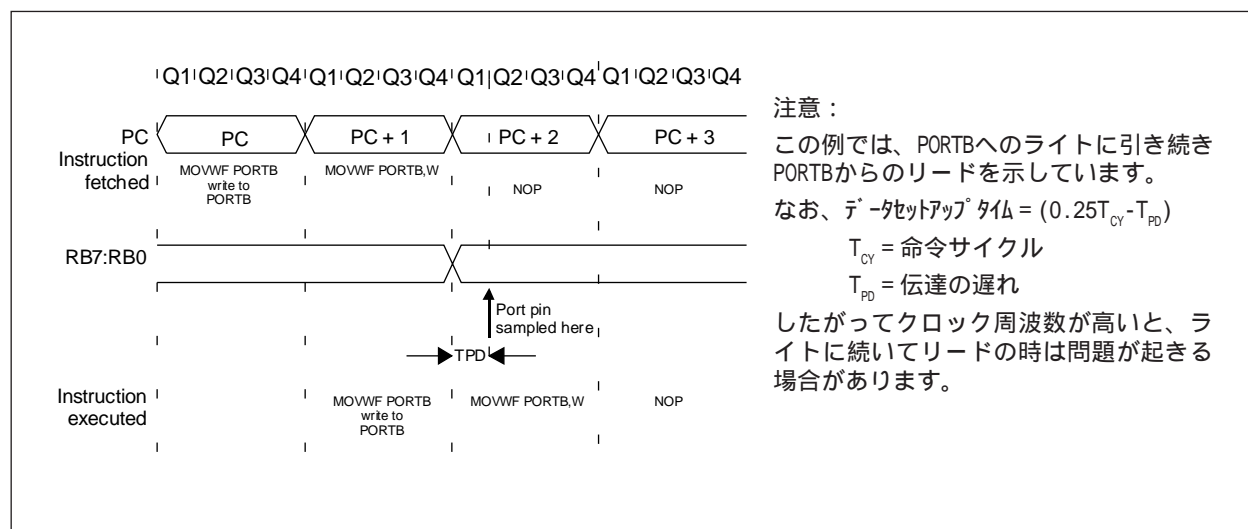 Q1 Q2 Q3 Q4 Q1 Q2 Q3 Q4 Q1 Q2 Q3 Q4 Q1 Q2 Q3 Q4
PC
PC
PC + 1
PC + 2
PC + 3
Instruction
fetched
MOVWF PORTB
write to
PORTB
MOVWF PORTB,W
NOP
NOP
RB7:RB0
Port pin
sampled here
TPD
Instruction
executed
MOVWF PORTB
write to
PORTB
MOVWF PORTB,W
NOP
注意：
この例では、PORTBへのライトに引き続き
PORTBからのリードを示しています。
なお、ﾃﾞｰﾀｾｯﾄｱｯﾌﾟﾀｲﾑ = (0.25TCY-TPD)
TCY = 命令サイクル
TPD = 伝達の遅れ
したがってクロック周波数が高いと、ラ
イトに続いてリードの時は問題が起きる
場合があります。